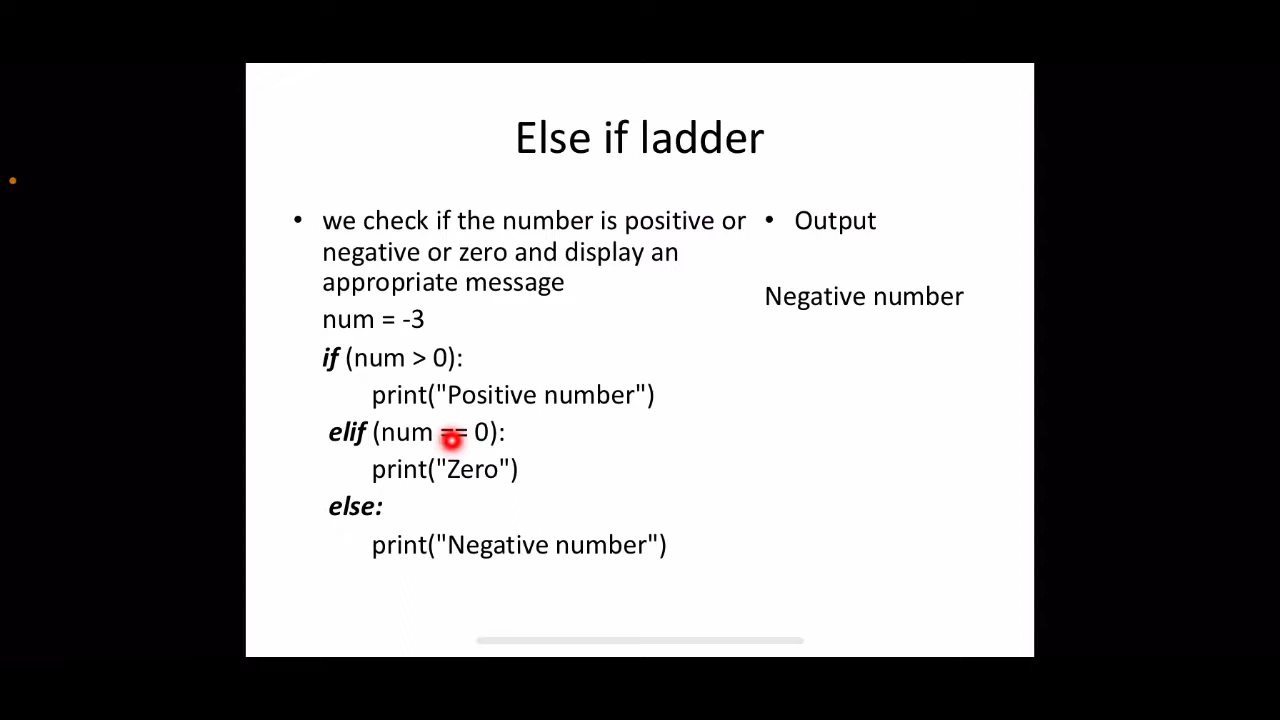 Else if ladder
• we check if the number is positive or
negative or zero and display an
appropriate message
num = -3
if (num > 0):
print("Positive number")
elif (num == 0):
print("Zero")
else:
print("Negative number")
• Output
Negative number